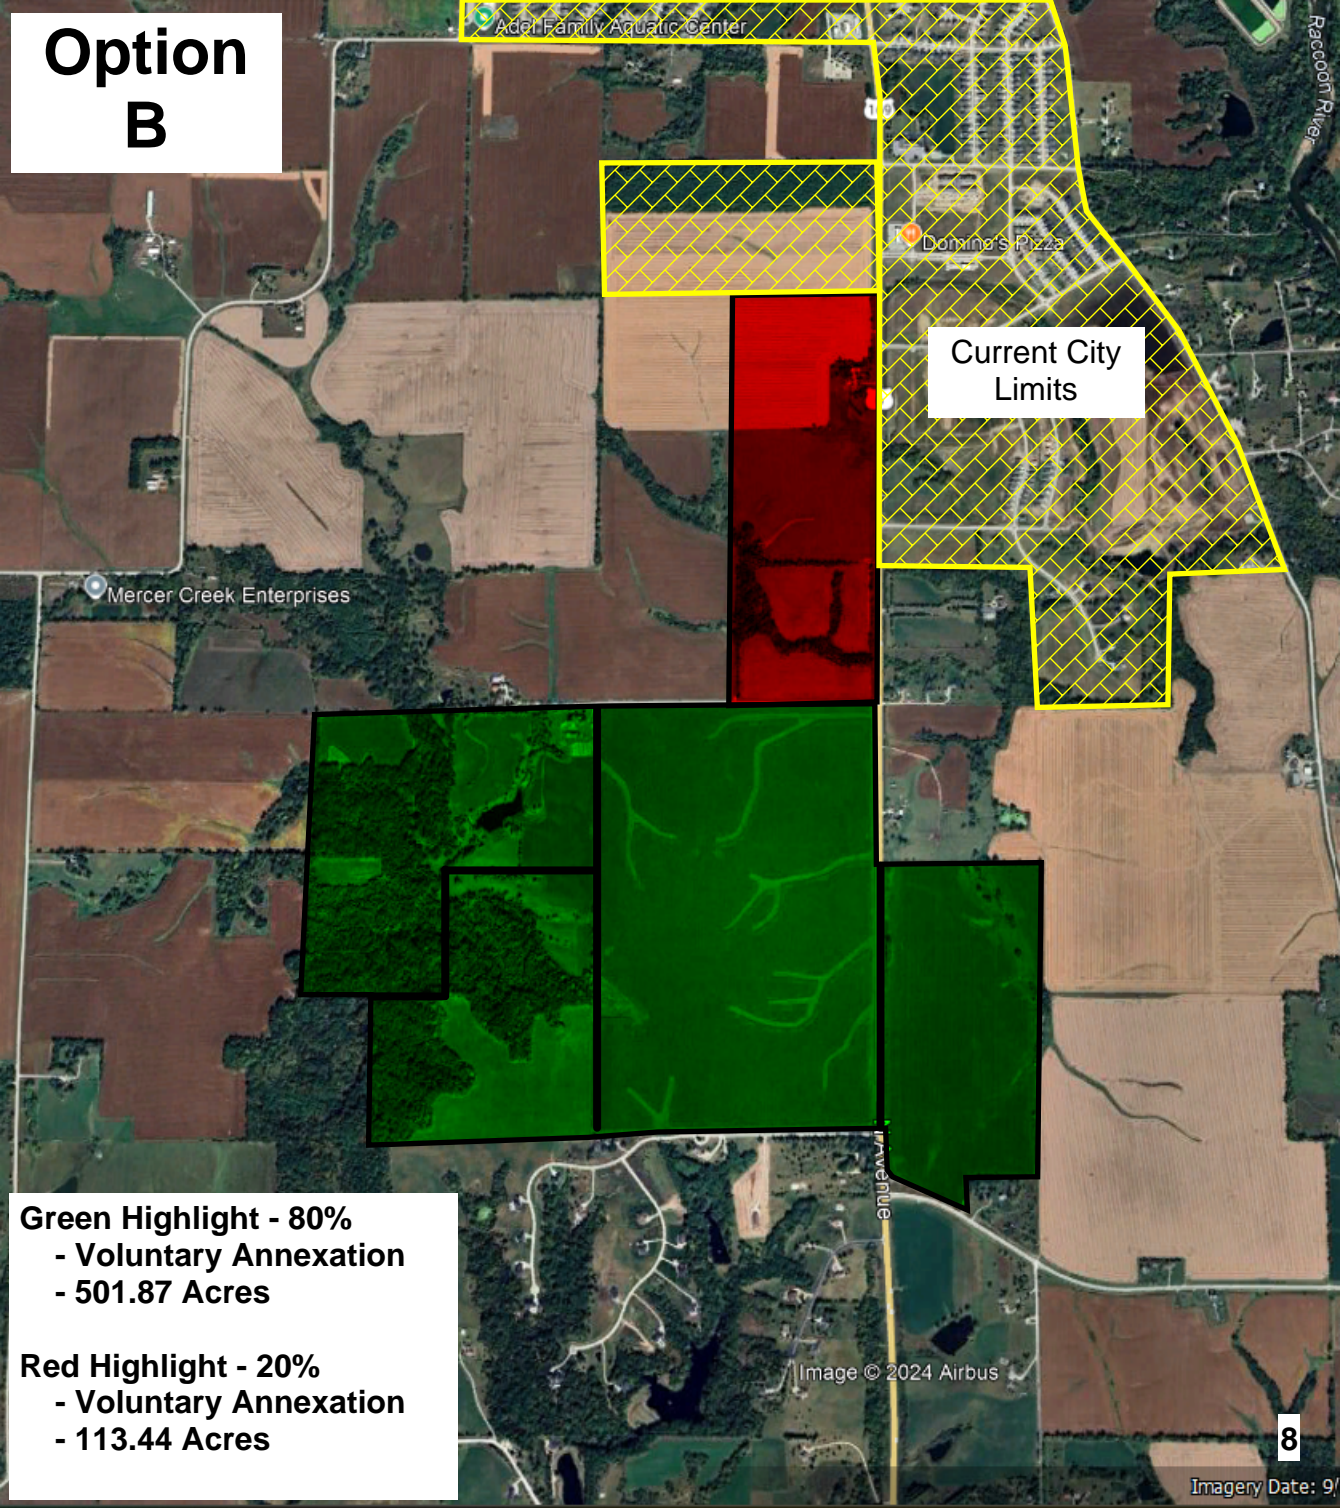 Option
B
Adel Family Aquatic Center
Raccoon River
169
Domino's Pizza
Current City
Limits
Mercer Creek Enterprises
Avenue
Green Highlight - 80%
- Voluntary Annexation
- 501.87 Acres
Red Highlight - 20%
- Voluntary Annexation
- 113.44 Acres
Image © 2024 Airbus
8
Imagery Date: 9/